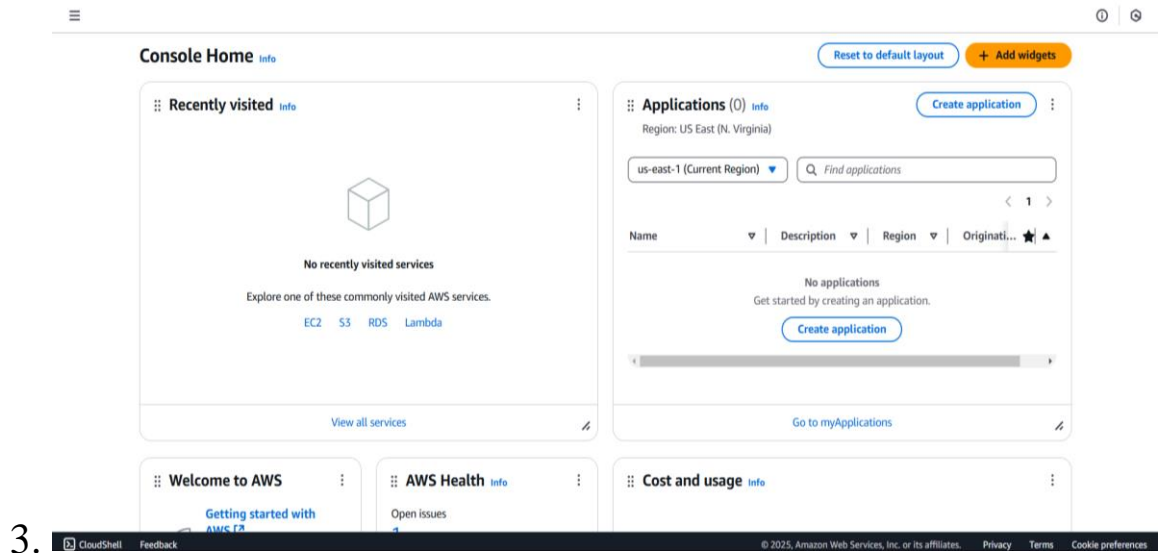 Console Home Info
Reset to default layout
+ Add widgets
Recently visited Info
No recently visited services
Explore one of these commonly visited AWS services.
EC2 S3 RDS Lambda
View all services
Applications (0) Info
Create application
Region: US East (N. Virginia)
us-east-1 (Current Region)
Find applications
1
Name Description Region Originati...
No applications
Get started by creating an application.
Create application
Go to myApplications
Welcome to AWS
Getting started with
AWS
AWS Health Info
Open issues
Cost and usage Info
3.
CloudShell Feedback
© 2025, Amazon Web Services, Inc. or its affiliates. Privacy Terms Cookie preferences